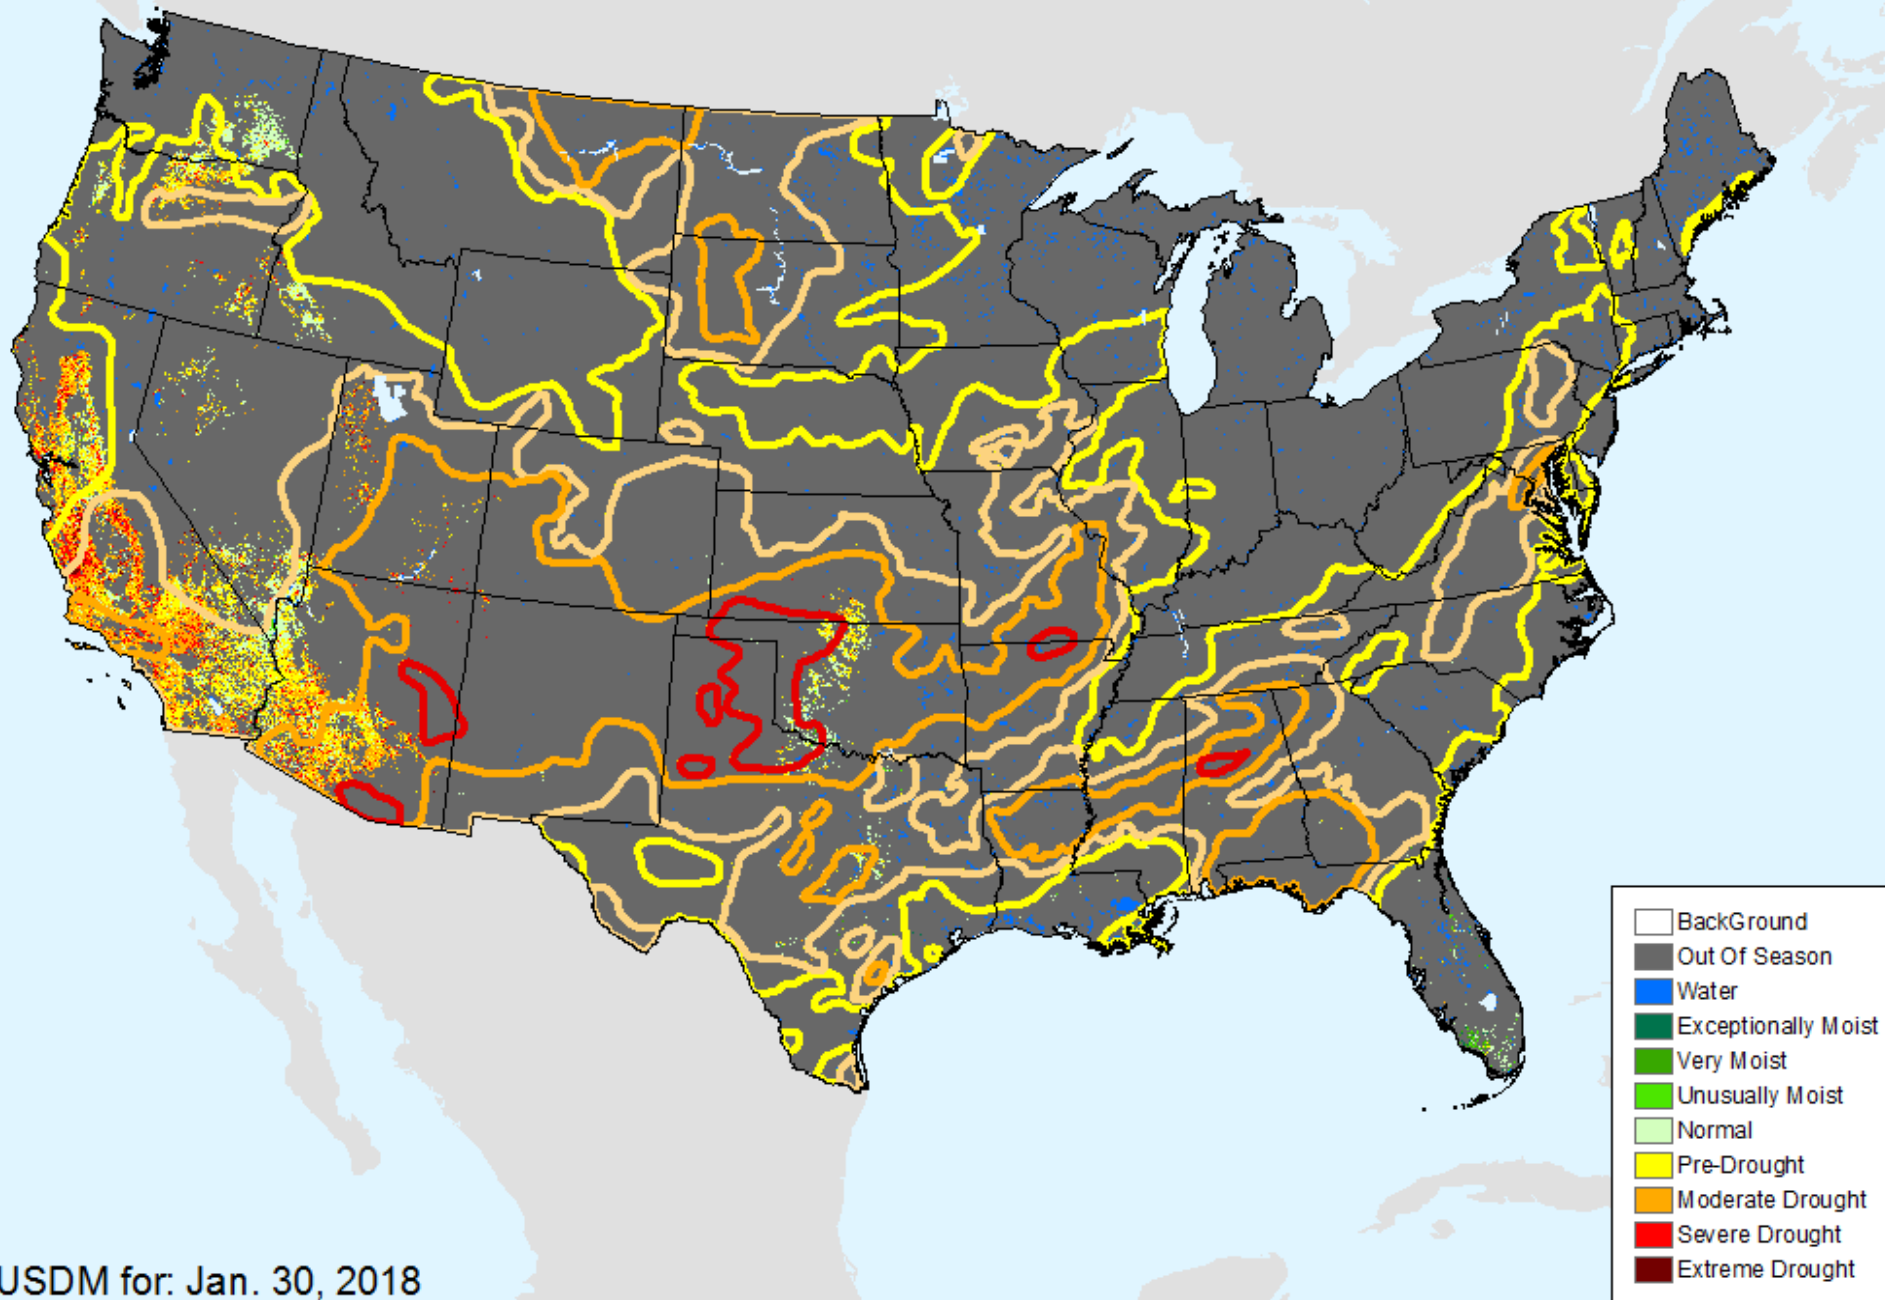 BackGround
Out Of Season
Water
Exceptionally Moist
Very Moist
Unusually Moist
Normal
Pre-Drought
Moderate Drought
Severe Drought
Extreme Drought
USDM for: Jan. 30, 2018